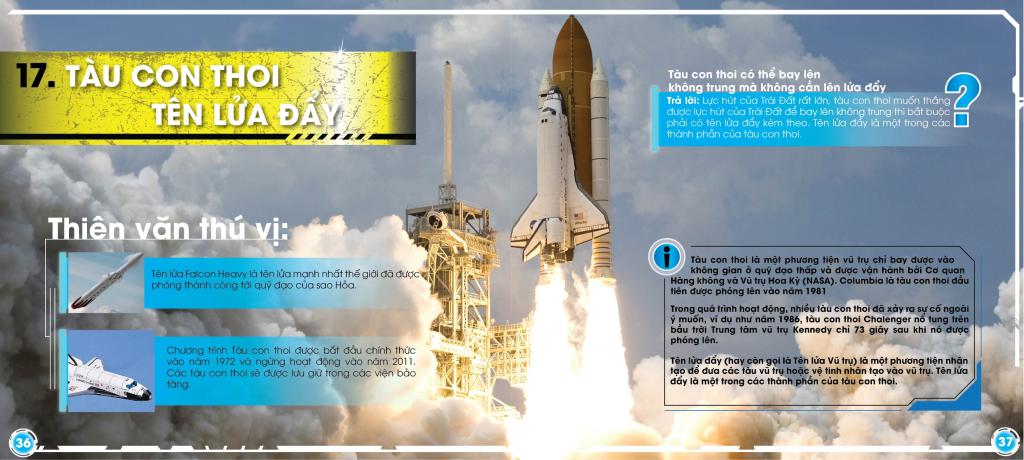 17. TÀU CON THOI
TÊN LỬA ĐẨY
Thiên văn thú vị:
Tên lửa Falcon Heavy là tên lửa mạnh nhất thế giới đã được
phóng thành công tới quỹ đạo của sao Hỏa.
Chương trình Tàu con thoi được bắt đầu chính thức
vào năm 1972 và ngừng hoạt động vào năm 2011.
Các tàu con thoi sẽ được lưu giữ trong các viện bảo
tàng.
36
Tàu con thoi có thể bay lên
không trung mà không cần lên lửa đẩy
?
Trả lời: Lực hút của Trái Đất rất lớn, tàu con thoi muốn thắng
được lực hút của Trái Đất để bay lên không trung thì bắt buộc
phải có tên lửa đẩy kèm theo. Tên lửa đẩy là một trong các
thành phần của tàu con thoi.
i
Tàu con thoi là một phương tiện vũ trụ chỉ bay được vào
không gian ở quỹ đạo thấp và được vận hành bởi Cơ quan
Hàng không và Vũ trụ Hoa Kỳ (NASA). Columbia là tàu con thoi đầu
tiên được phóng lên vào năm 1981
Trong quá trình hoạt động, nhiều tàu con thoi đã xảy ra sự cố ngoài
ý muốn, ví dụ như năm 1986, tàu con thoi Chalenger nổ tung trên
bầu trời Trung tâm vũ trụ Kennedy chỉ 73 giây sau khi nó được
phóng lên.
Tên lửa đẩy (hay còn gọi là Tên lửa Vũ trụ) là một phương tiện nhân
tạo để đưa các tàu vũ trụ hoặc vệ tinh nhân tạo vào vũ trụ. Tên lửa
đẩy là một trong các thành phần của tàu con thoi.
37